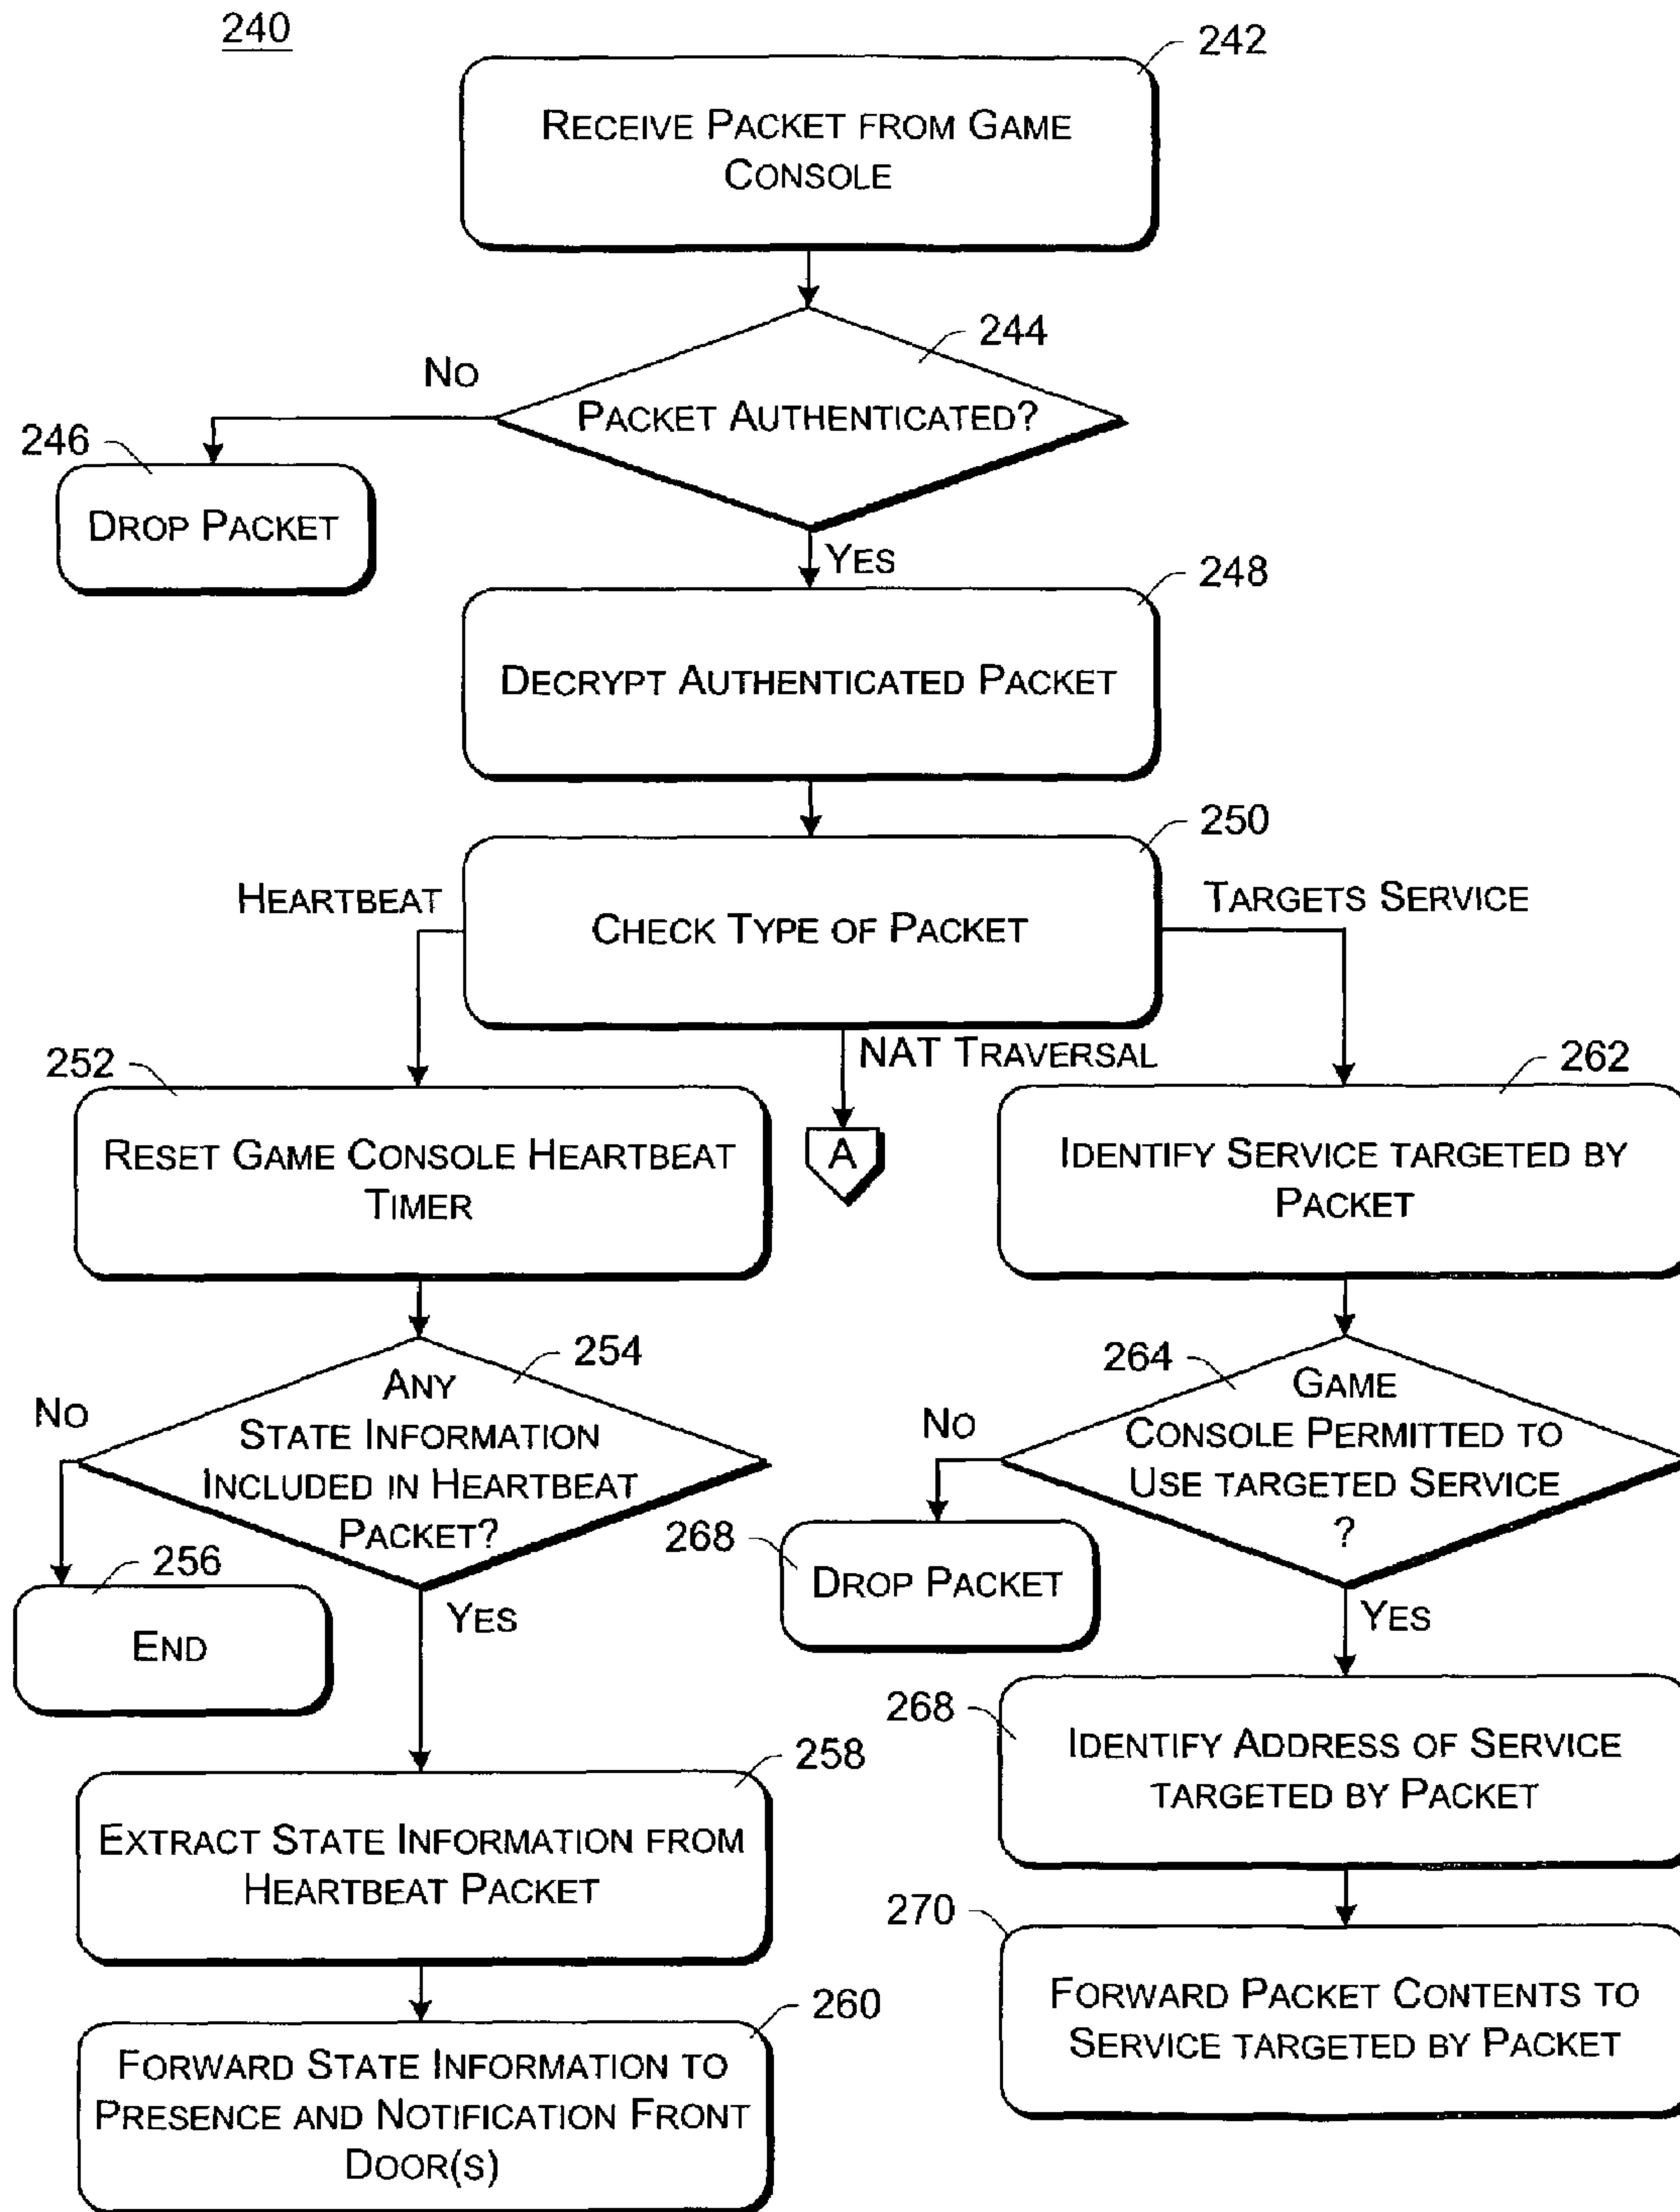 240
242
RECEIVE PACKET FROM GAME
CONSOLE
244
NO
PACKET AUTHENTICATED?
246
DROP PACKET
YES
248
DECRYPT AUTHENTICATED PACKET
250
HEARTBEAT
TARGETS SERVICE
CHECK TYPE OF PACKET
NAT TRAVERSAL
252
262
RESET GAME CONSOLE HEARTBEAT
TIMER
A
IDENTIFY SERVICE TARGETED BY
PACKET
254
ANY
STATE INFORMATION
INCLUDED IN HEARTBEAT
PACKET?
NO
264
GAME
CONSOLE PERMITTED TO
USE TARGETED SERVICE
?
NO
256
END
YES
268
DROP PACKET
YES
258
EXTRACT STATE INFORMATION FROM
HEARTBEAT PACKET
268
IDENTIFY ADDRESS OF SERVICE
TARGETED BY PACKET
260
FORWARD STATE INFORMATION TO
PRESENCE AND NOTIFICATION FRONT
DOOR(S)
270
FORWARD PACKET CONTENTS TO
SERVICE TARGETED BY PACKET